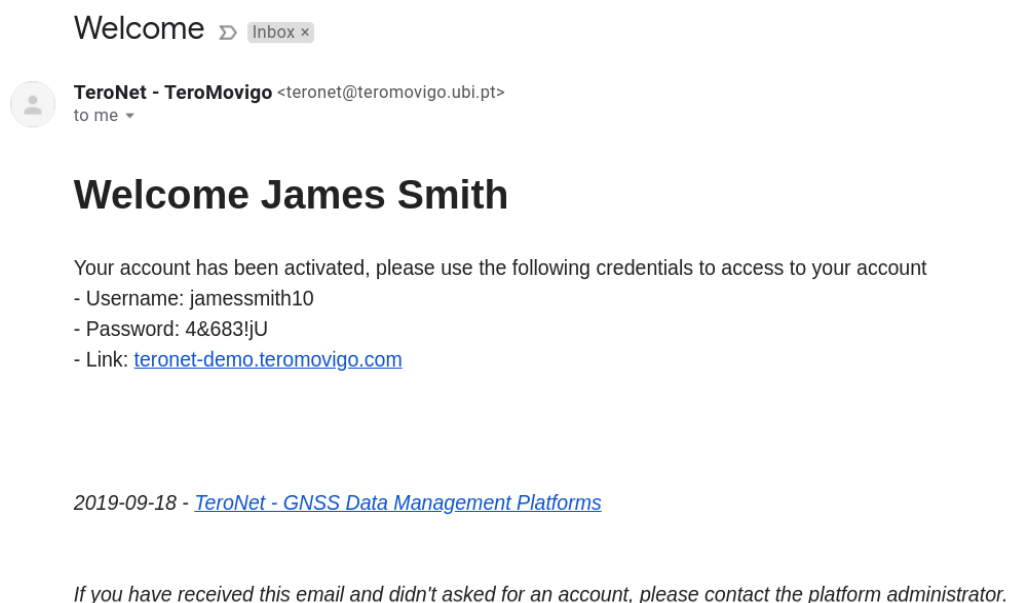 Welcome Inbox ×
TeroNet - TeroMovigo <teronet@teromovigo.ubi.pt>
to me
Welcome James Smith
Your account has been activated, please use the following credentials to access to your account
- Username: jamessmith10
- Password: 4&683!jU
- Link: teronet-demo.teromovigo.com
2019-09-18 - TeroNet - GNSS Data Management Platforms
If you have received this email and didn't asked for an account, please contact the platform administrator.